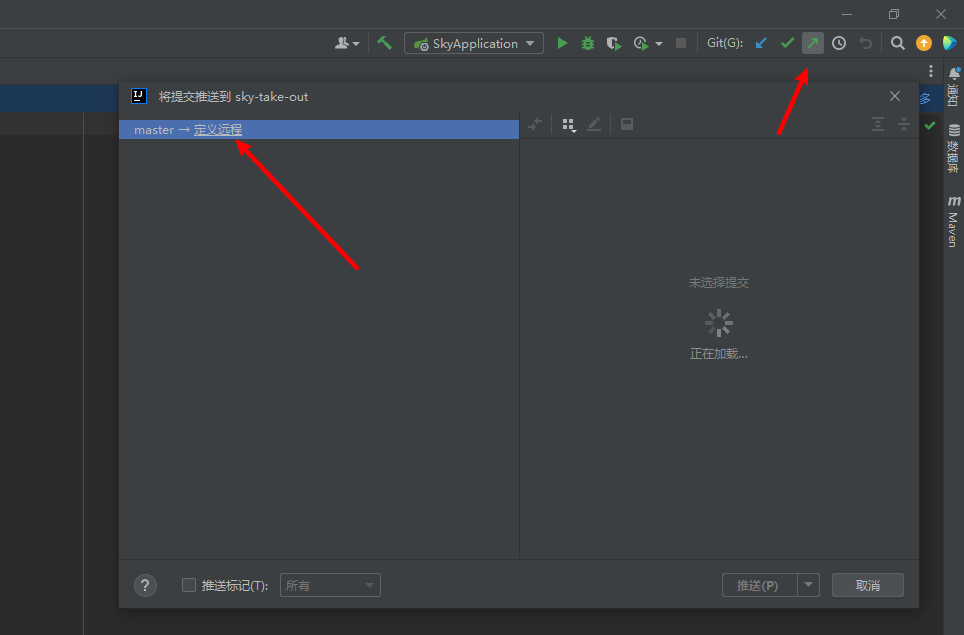 SkyApplication
Git(G):
将提交推送到 sky-take-out
多
通知
master → 定义远程
数据库
m
Maven
未选择提交
正在加载...
?
推送标记(T):
所有
推送(P)
取消